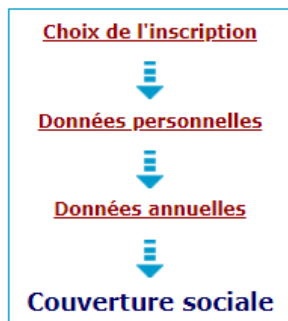 Choix de l'inscription
Données personnelles
Données annuelles
Couverture sociale